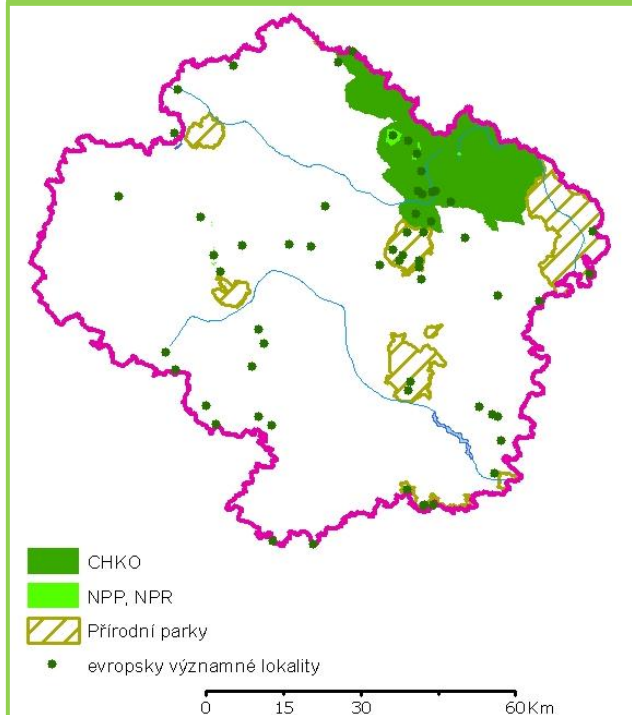 CHKO
NPP, NPR
Přírodní parky
evropsky významné lokality
0 15 30 60 Km